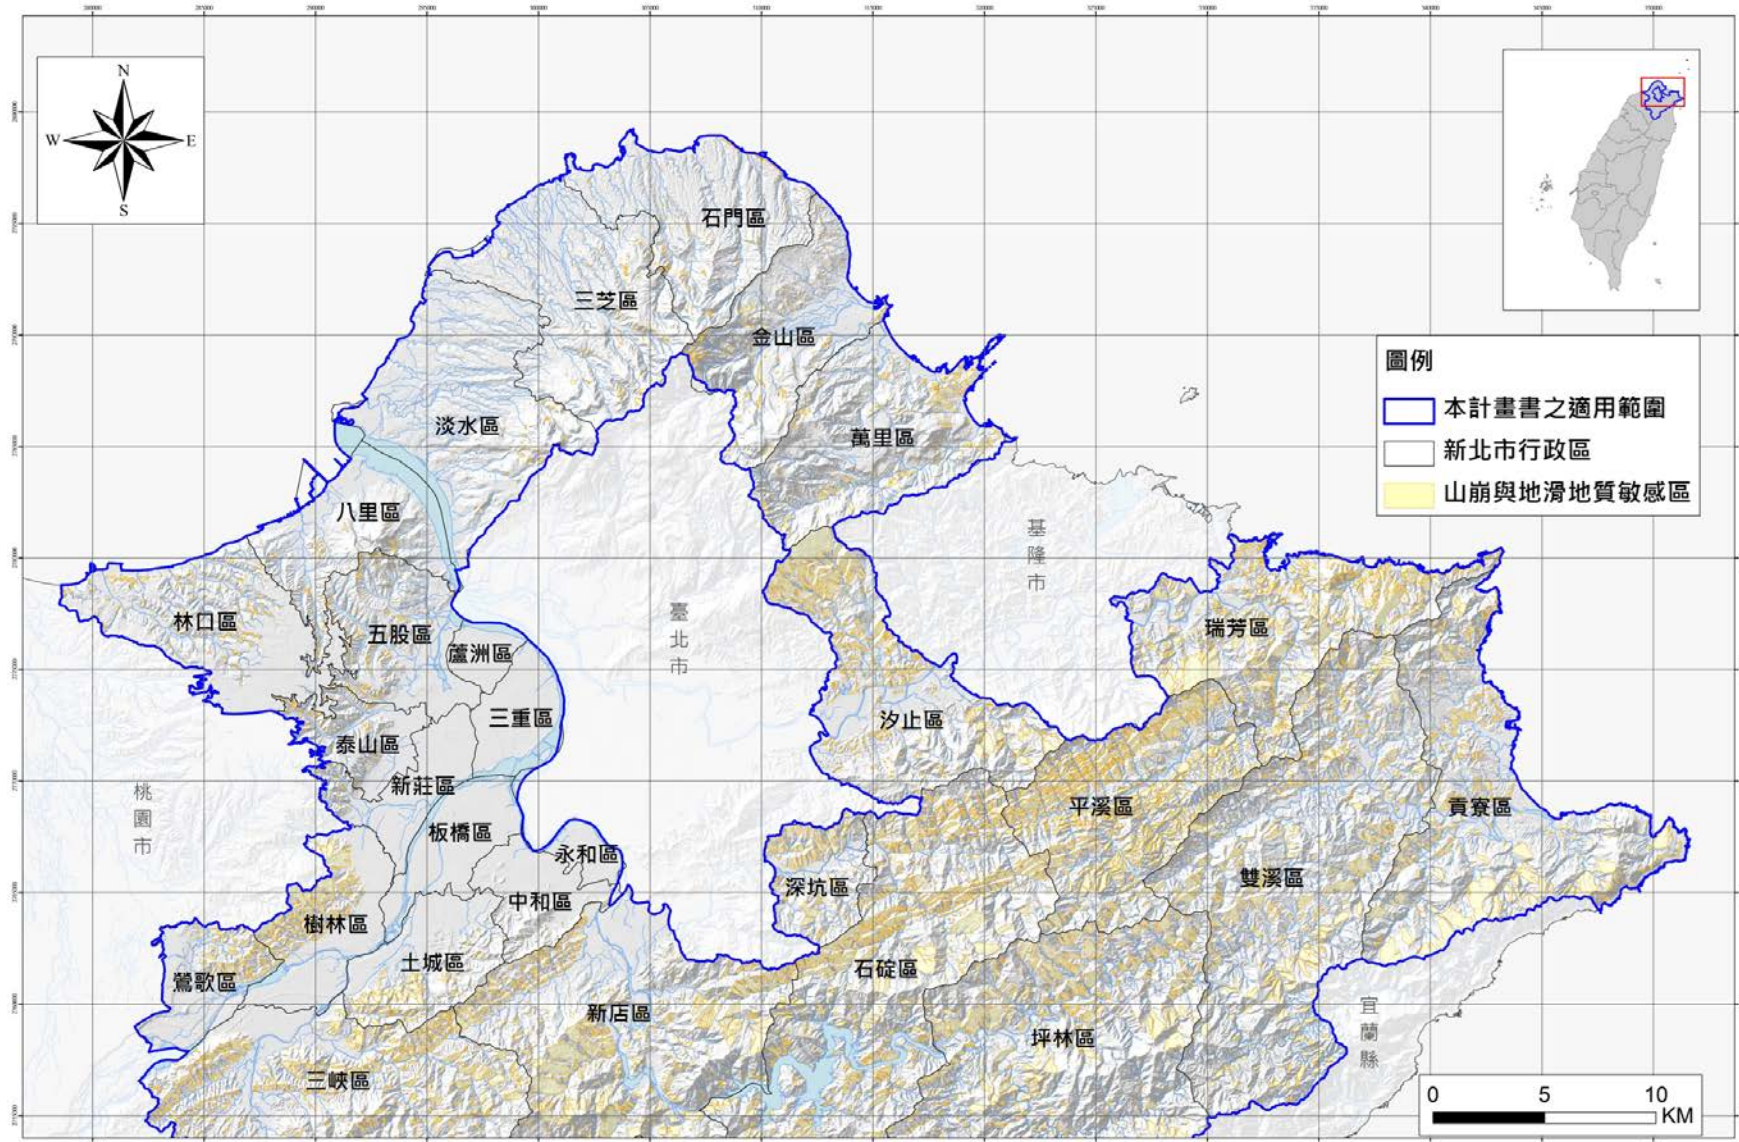 N
W
E
S
石門區
三芝區
金山區
圖例
本計畫書之適用範圍
新北市行政區
山崩與地滑地質敏感區
淡水區
萬里區
八里區
基隆市
林口區
五股區
臺北市
瑞芳區
蘆洲區
三重區
汐止區
泰山區
新莊區
桃園市
平溪區
貢寮區
板橋區
永和區
深坑區
雙溪區
中和區
樹林區
土城區
石碇區
鶯歌區
新店區
宜蘭縣
坪林區
三峽區
0 5 10
KM